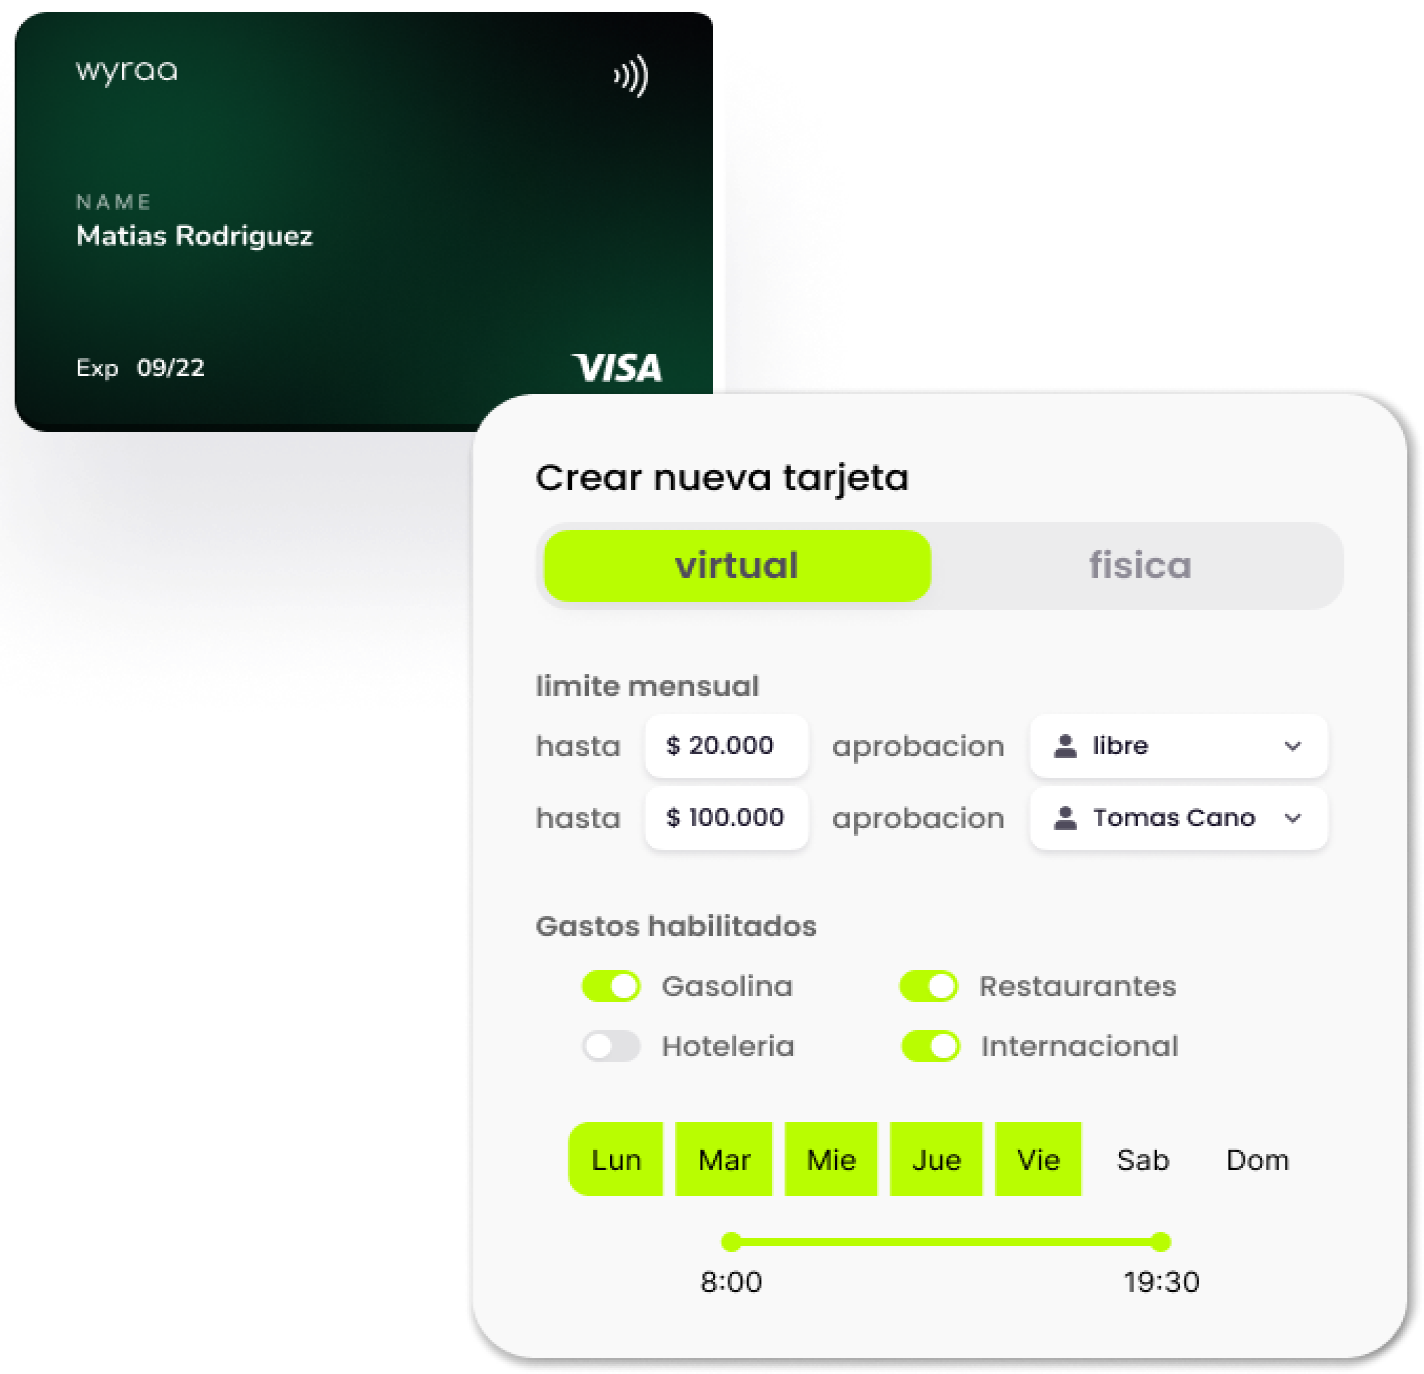 wyraa
NAME
Matias Rodriguez
Exp 09/22
VISA
Crear nueva tarjeta
virtual fisica
limite mensual
hasta $ 20.000 aprobacion libre
hasta $ 100.000 aprobacion Tomas Cano
Gastos habilitados
Gasolina Restaurantes
Hoteleria Internacional
Lun Mar Mie Jue Vie Sab Dom
8:00 19:30